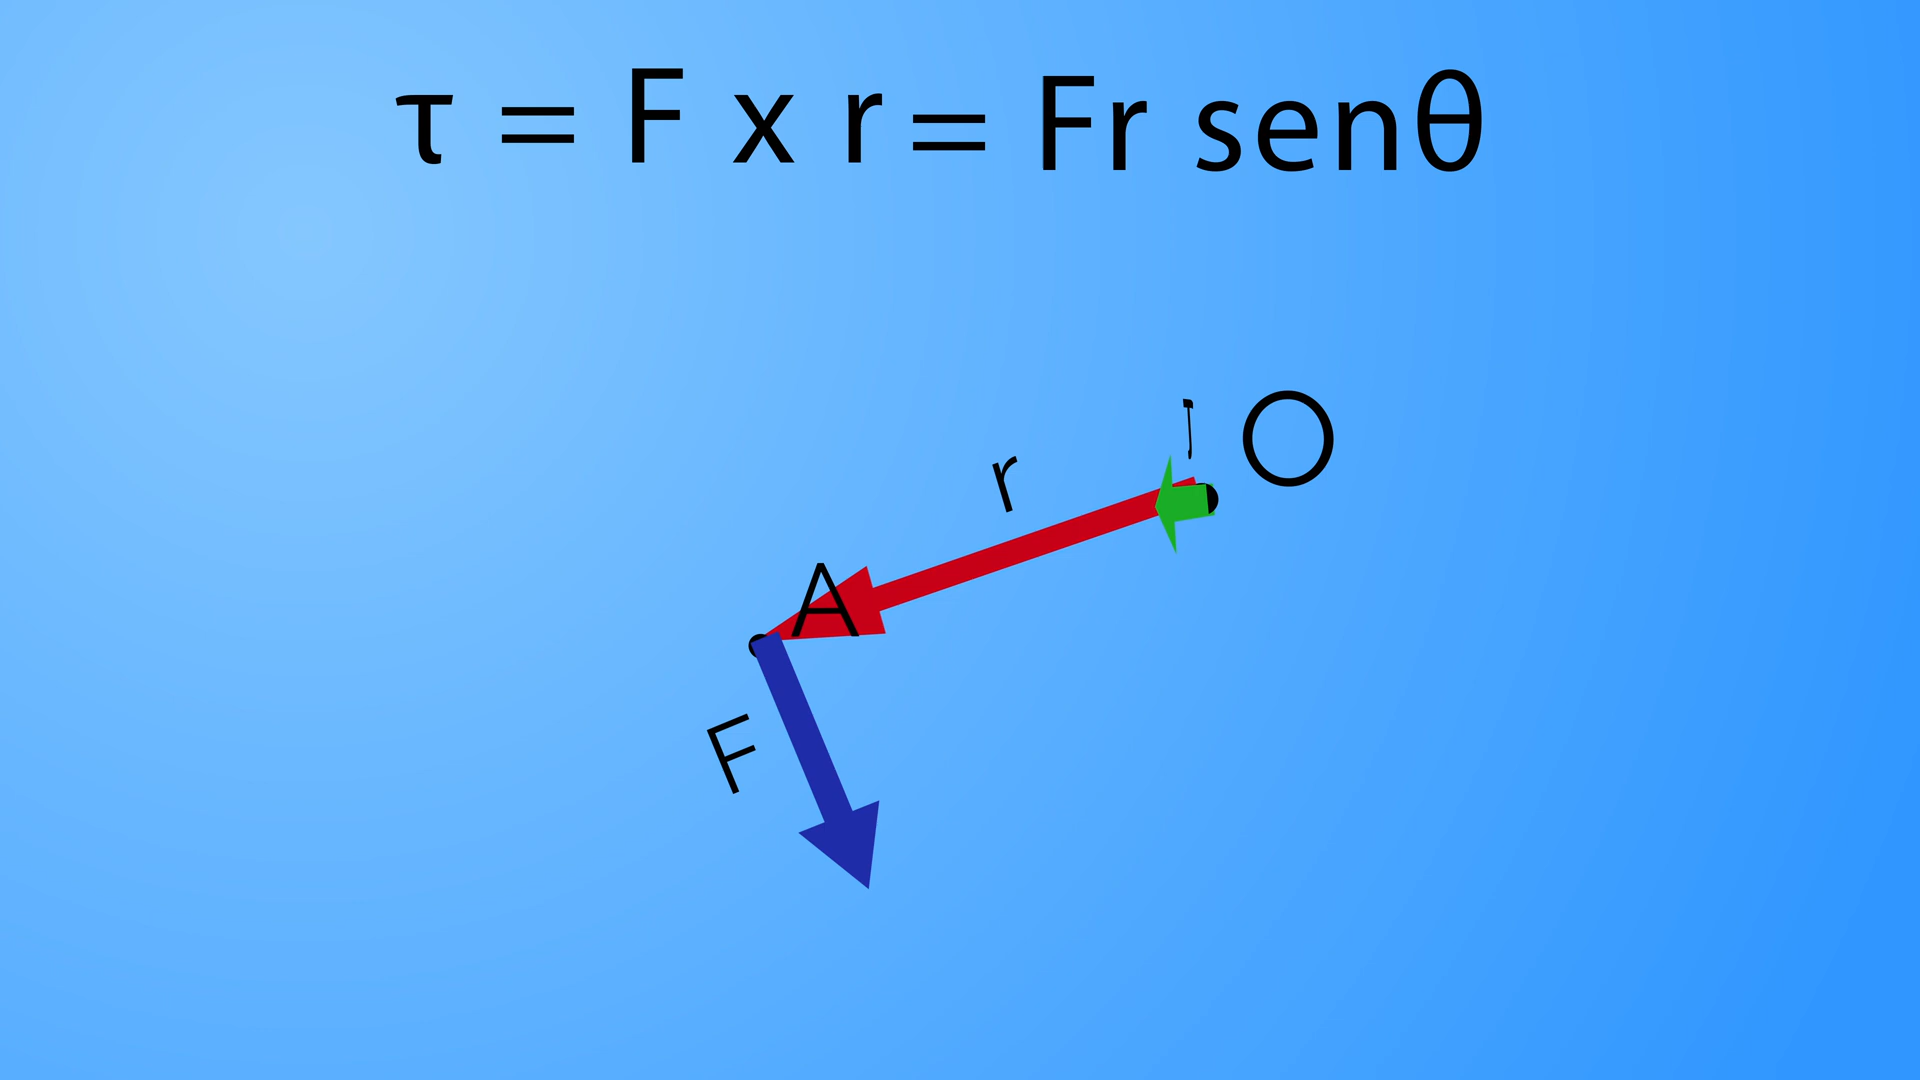 τ = F x r = Fr senθ
O
r
A
F